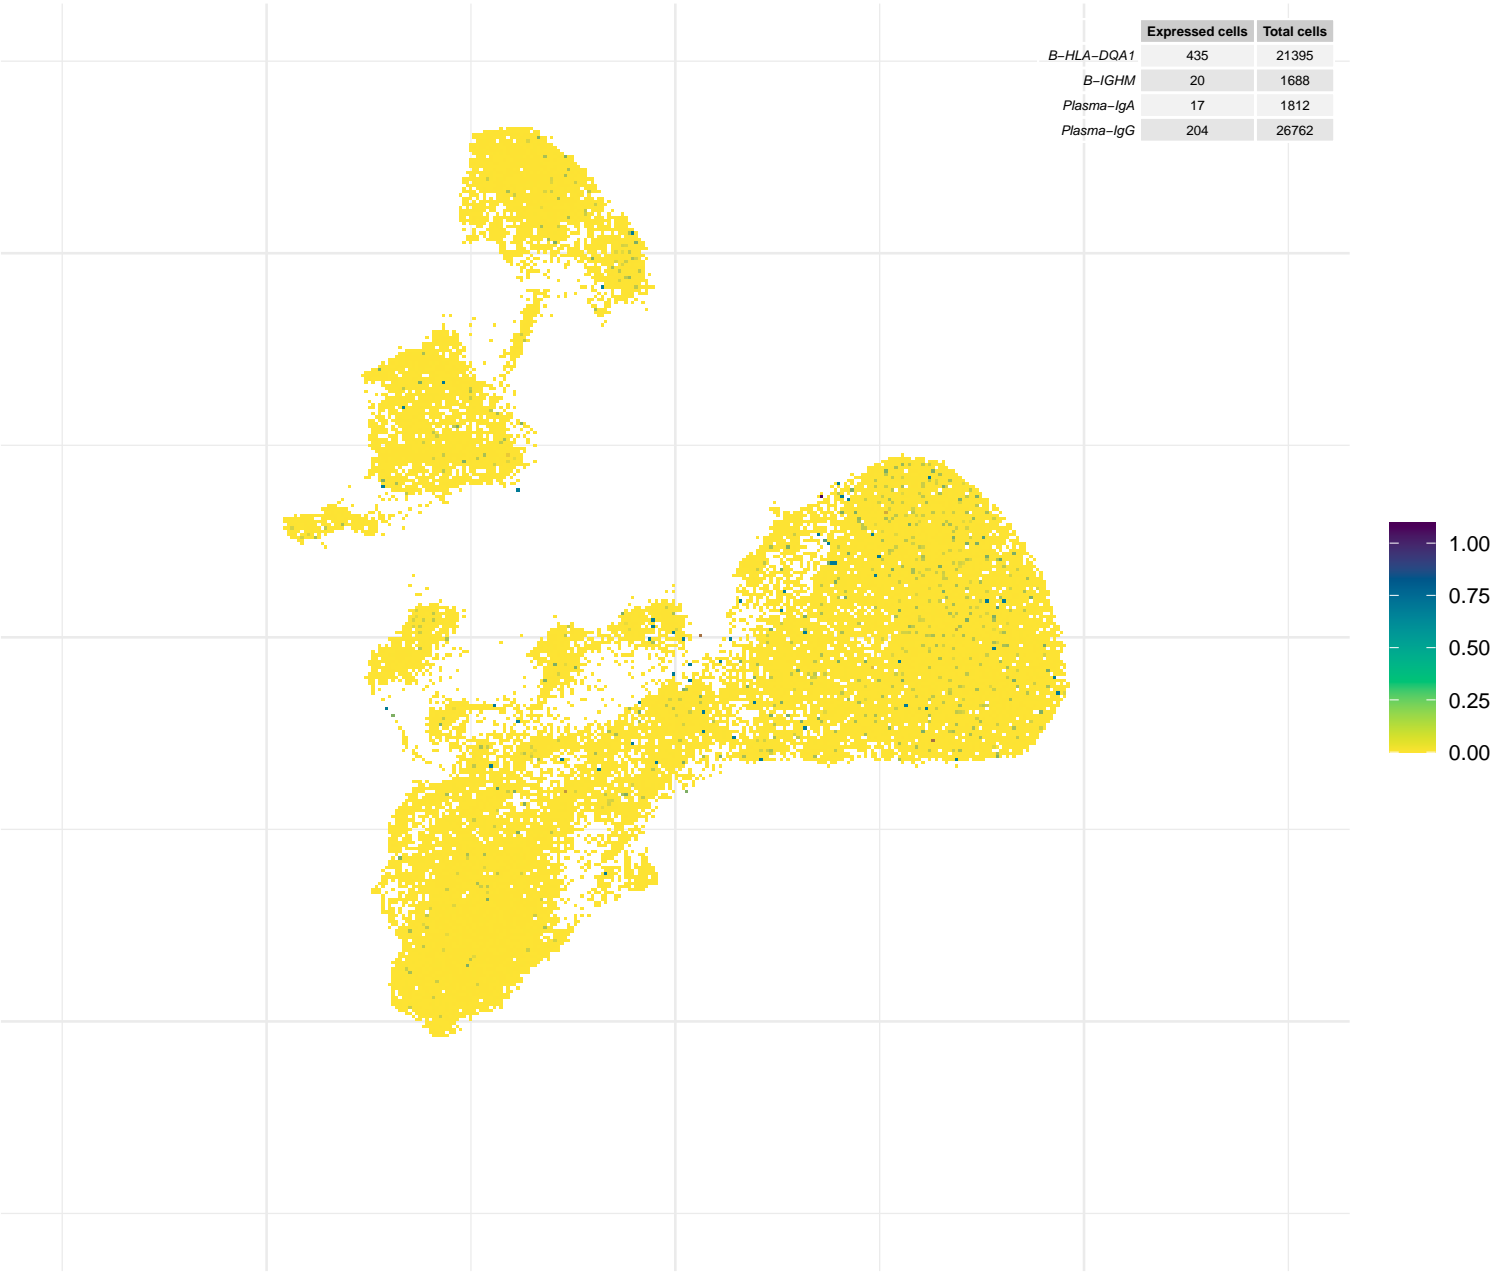 Expressed cells Total cells
B−HLA−DQA1 435 21395
B−IGHM 20 1688
Plasma−IgA 17 1812
Plasma−IgG 204 26762
1.00
0.75
0.50
0.25
0.00